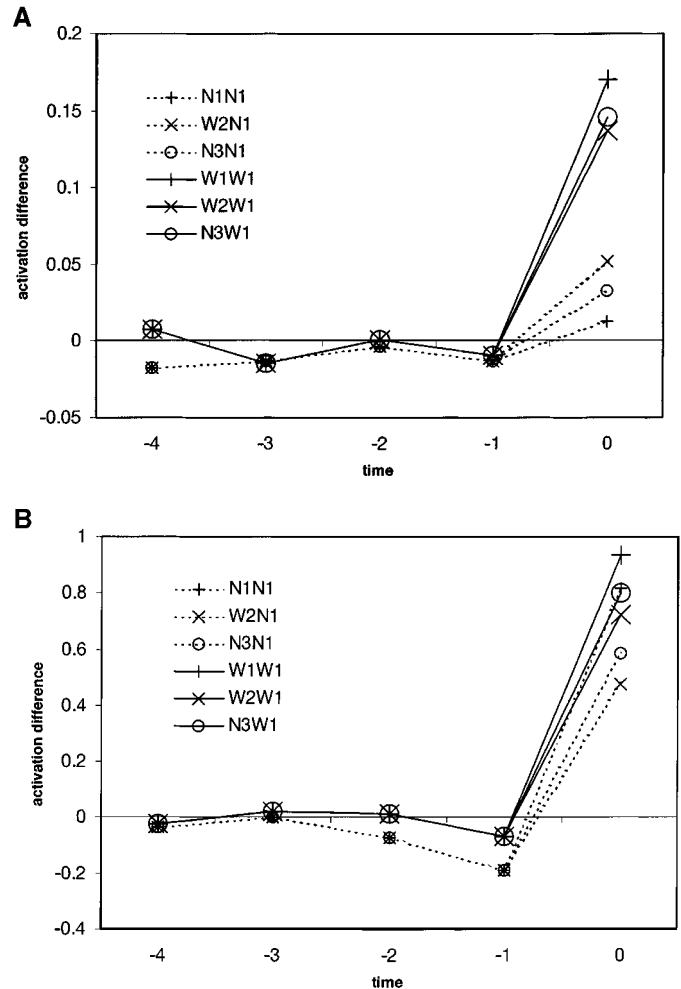 A
0.2
0.15
0.1
0.05
0
-0.05
activation difference
N1N1
W2N1
N3N1
W1W1
W2W1
N3W1
-4 -3 -2 -1 0
time
B
1
0.8
0.6
0.4
0.2
0
-0.2
-0.4
activation difference
N1N1
W2N1
N3N1
W1W1
W2W1
N3W1
-4 -3 -2 -1 0
time